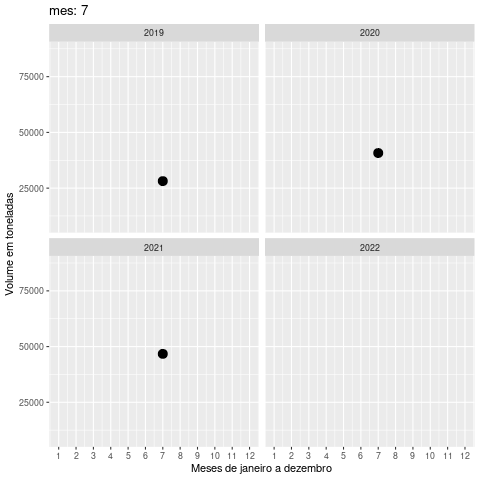 mes: 7
2019
2020
75000
50000
25000
2021
2022
75000
50000
25000
Volume em toneladas
1 2 3 4 5 6 7 8 9 10 11 12
1 2 3 4 5 6 7 8 9 10 11 12
Meses de janeiro a dezembro